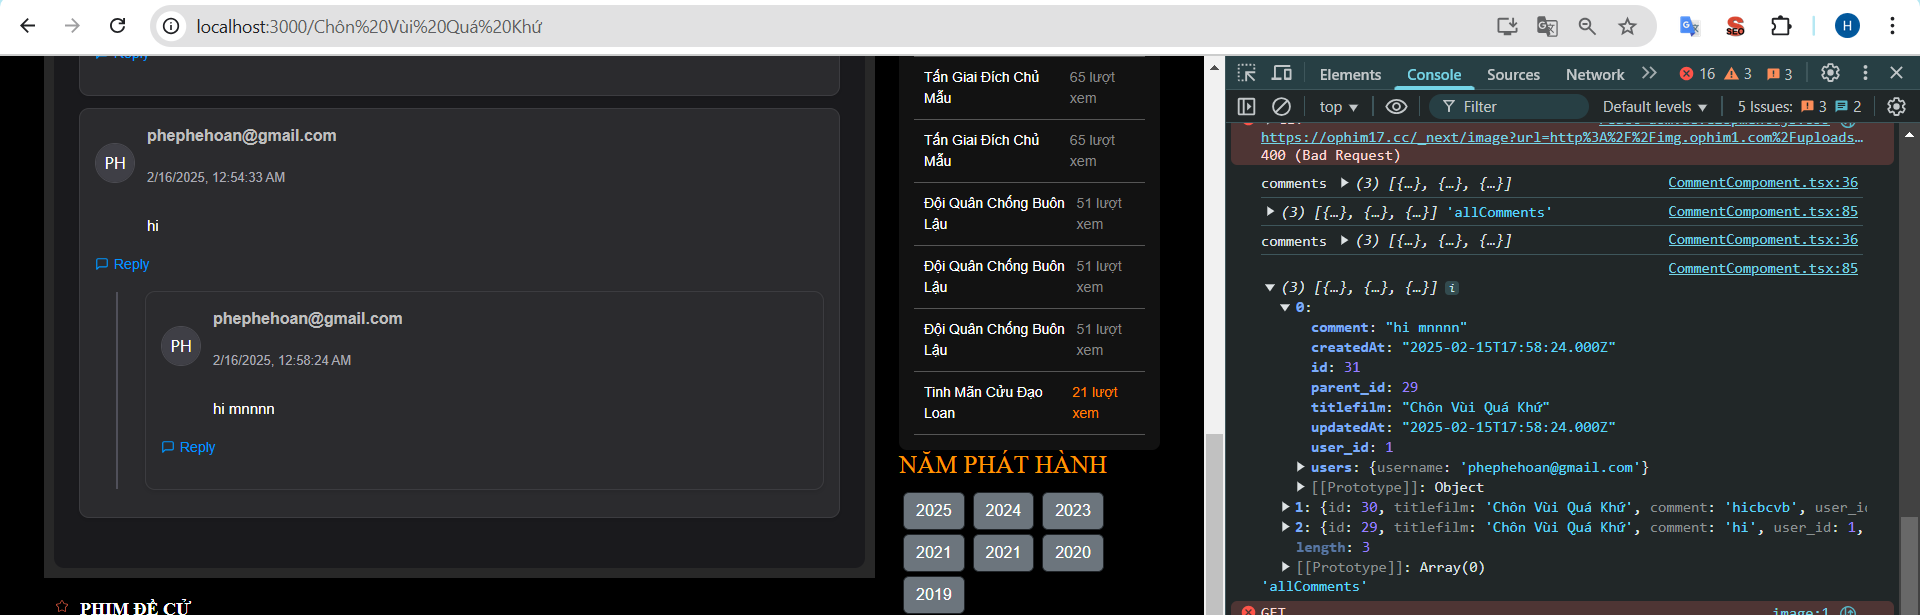 localhost:3000/Chôn%20Vùi%20Quá%20Khứ
SEO
H
Reply
phephehoan@gmail.com
PH
2/16/2025, 12:54:33 AM
hi
Reply
phephehoan@gmail.com
PH
2/16/2025, 12:58:24 AM
hi mnnnn
Reply
PHIM ĐỀ CỬ
Tấn Giai Đích Chủ Mẫu
65 lượt xem
Tấn Giai Đích Chủ Mẫu
65 lượt xem
Đội Quân Chống Buôn Lậu
51 lượt xem
Đội Quân Chống Buôn Lậu
51 lượt xem
Đội Quân Chống Buôn Lậu
51 lượt xem
Tinh Mãn Cửu Đạo Loan
21 lượt xem
NĂM PHÁT HÀNH
2025 2024 2023
2021 2021 2020
2019
Elements Console Sources Network 16 3 3
top Filter Default levels 5 Issues: 3 2
https://ophim17.cc/_next/image?url=http%3A%2F%2Fimg.ophim1.com%2Fuploads…
400 (Bad Request)
comments (3) [{…}, {…}, {…}] CommentCompoment.tsx:36
(3) [{…}, {…}, {…}] 'allComments' CommentCompoment.tsx:85
comments (3) [{…}, {…}, {…}] CommentCompoment.tsx:36
CommentCompoment.tsx:85
(3) [{…}, {…}, {…}] i
0:
comment: "hi mnnnn"
createdAt: "2025-02-15T17:58:24.000Z"
id: 31
parent_id: 29
titlefilm: "Chôn Vùi Quá Khứ"
updatedAt: "2025-02-15T17:58:24.000Z"
user_id: 1
users: {username: 'phephehoan@gmail.com'}
[[Prototype]]: Object
1: {id: 30, titlefilm: 'Chôn Vùi Quá Khứ', comment: 'hicbcvb', user_i
2: {id: 29, titlefilm: 'Chôn Vùi Quá Khứ', comment: 'hi', user_id: 1,
length: 3
[[Prototype]]: Array(0)
'allComments'
GET image:1